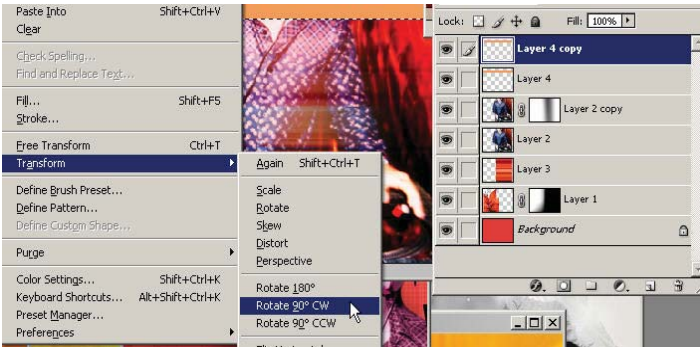 Paste Into Shift+Ctrl+V
Clear
Check Spelling...
Find and Replace Text...
Fill... Shift+F5
Stroke...
Free Transform Ctrl+T
Transform
Define Brush Preset...
Define Pattern...
Define Custom Shape...
Purge
Color Settings... Shift+Ctrl+K
Keyboard Shortcuts... Alt+Shift+Ctrl+K
Preset Manager...
Preferences
Again Shift+Ctrl+T
Scale
Rotate
Skew
Distort
Perspective
Rotate 180°
Rotate 90° CW
Rotate 90° CCW
Lock: Fill: 100%
Layer 4 copy
Layer 4
Layer 2 copy
Layer 2
Layer 3
Layer 1
Background